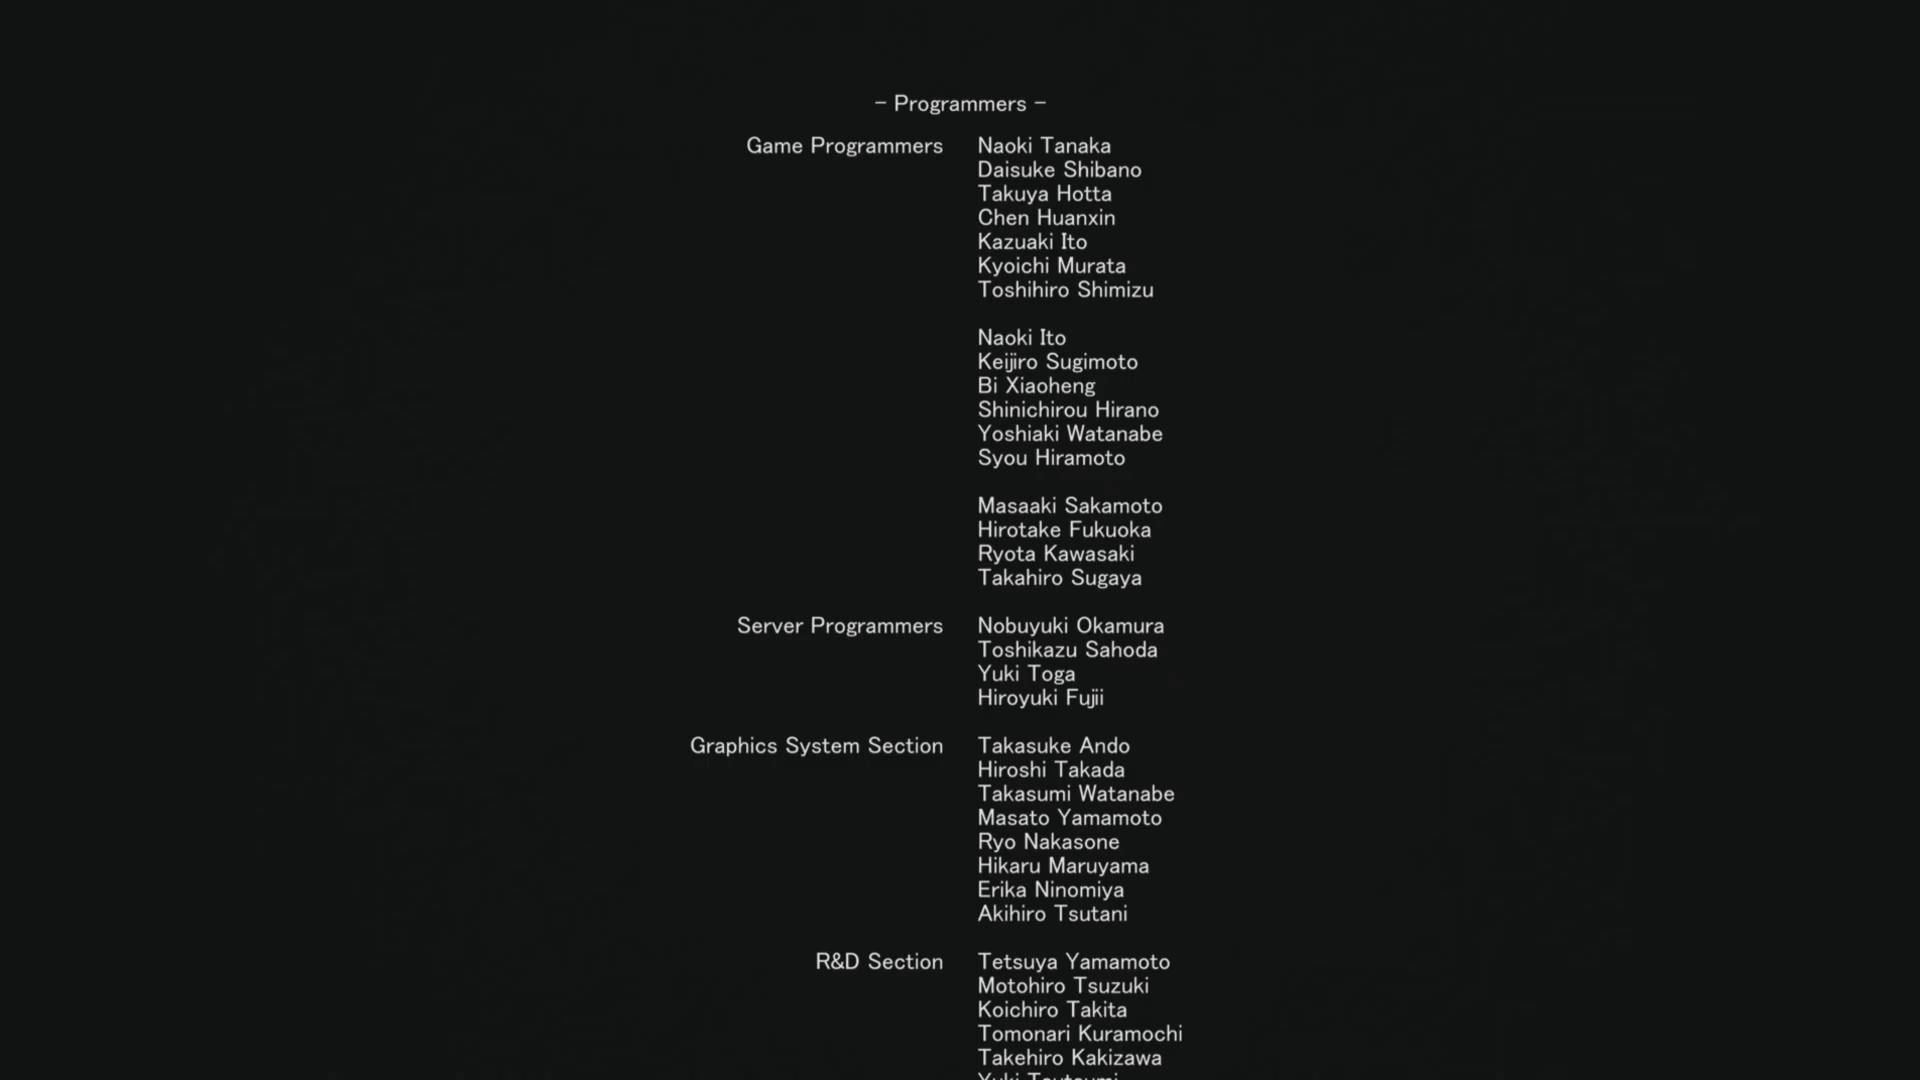 - Programmers -
Game Programmers Naoki Tanaka
Daisuke Shibano
Takuya Hotta
Chen Huanxin
Kazuaki Ito
Kyoichi Murata
Toshihiro Shimizu
Naoki Ito
Keijiro Sugimoto
Bi Xiaoheng
Shinichirou Hirano
Yoshiaki Watanabe
Syou Hiramoto
Masaaki Sakamoto
Hirotake Fukuoka
Ryota Kawasaki
Takahiro Sugaya
Server Programmers Nobuyuki Okamura
Toshikazu Sahoda
Yuki Toga
Hiroyuki Fujii
Graphics System Section Takasuke Ando
Hiroshi Takada
Takasumi Watanabe
Masato Yamamoto
Ryo Nakasone
Hikaru Maruyama
Erika Ninomiya
Akihiro Tsutani
R&D Section Tetsuya Yamamoto
Motohiro Tsuzuki
Koichiro Takita
Tomonari Kuramochi
Takehiro Kakizawa